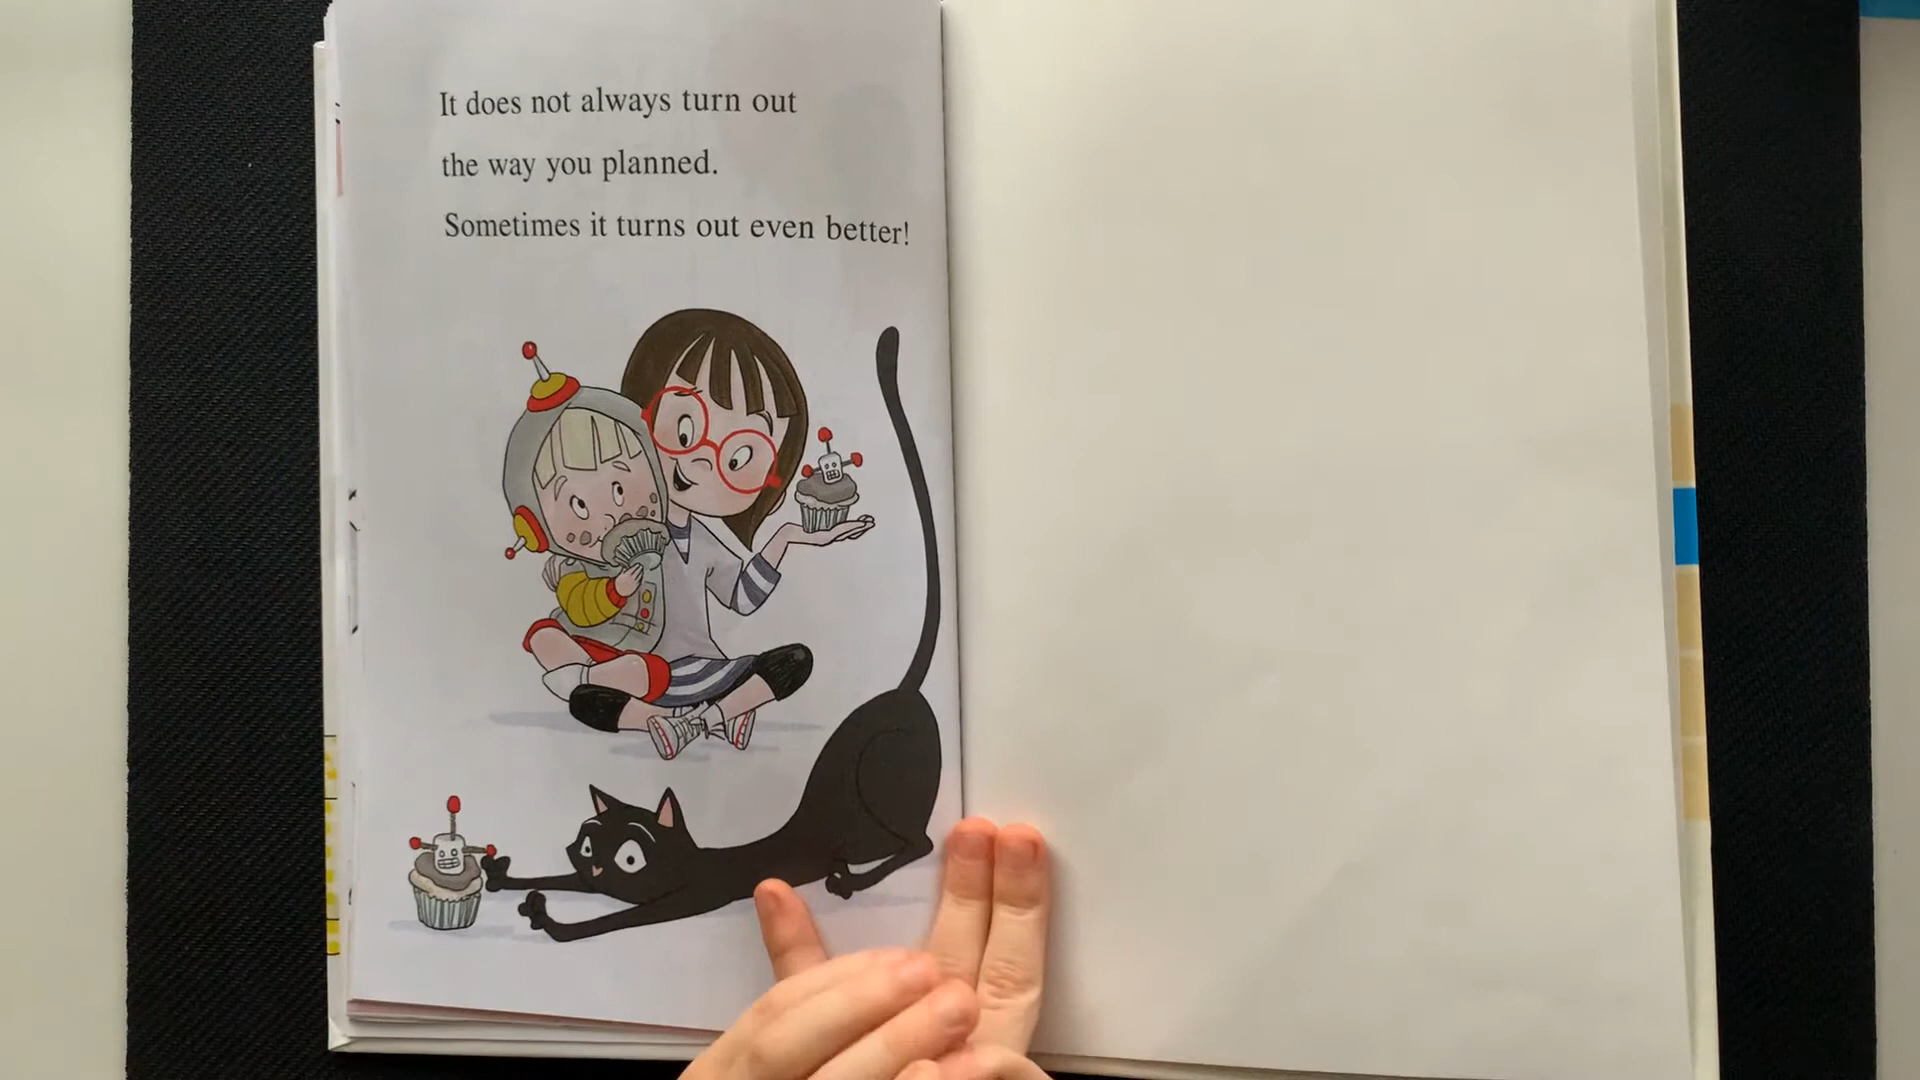 It does not always turn out
the way you planned.
Sometimes it turns out even better!